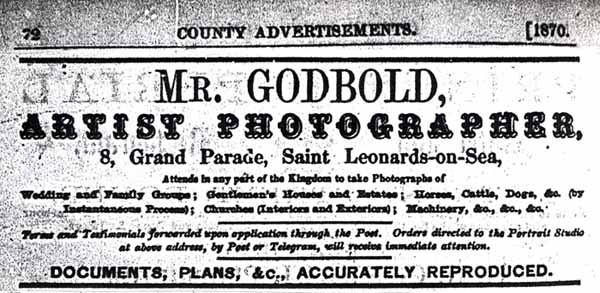 72 COUNTY ADVERTISEMENTS. [1870.
MR. GODBOLD,
ARTIST PHOTOGRAPHER,
8, Grand Parade, Saint Leonards-on-Sea,
Attends in any part of the Kingdom to take Photographs of
Wedding and Family Groups; Gentlemen's Houses and Estates; Horses, Cattle, Dogs, &c. (by
Instantaneous Process); Churches (Interiors and Exteriors); Machinery, &c., &c., &c.
Terms and Testimonials forwarded upon application through the Post. Orders directed to the Portrait Studio
at above address, by Post or Telegram, will receive immediate attention.
DOCUMENTS, PLANS, &c., ACCURATELY REPRODUCED.